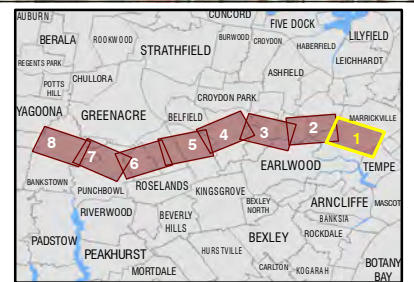 AUBURN
CONCORD
FIVE DOCK
BERALA
ROOKWOOD
STRATHFIELD
BURWOOD
CROYDON
HABERFIELD
LILYFIELD
REGENTS PARK
CHULLORA
ASHFIELD
LEICHHARDT
POTTS
HILL
CROYDON PARK
YAGOONA
GREENACRE
BELFIELD
MARRICKVILLE
8
7
6
5
4
3
2
1
BANKSTOWN
PUNCHBOWL
ROSELANDS
KINGSGROVE
EARLWOOD
TEMPE
RIVERWOOD
BEVERLY
HILLS
BEXLEY
NORTH
ARNCLIFFE
MASCOT
BANKSIA
ROCKDALE
PADSTOW
PEAKHURST
HURSTVILLE
BEXLEY
MORTDALE
CARLTON
KOGARAH
BOTANY
BAY